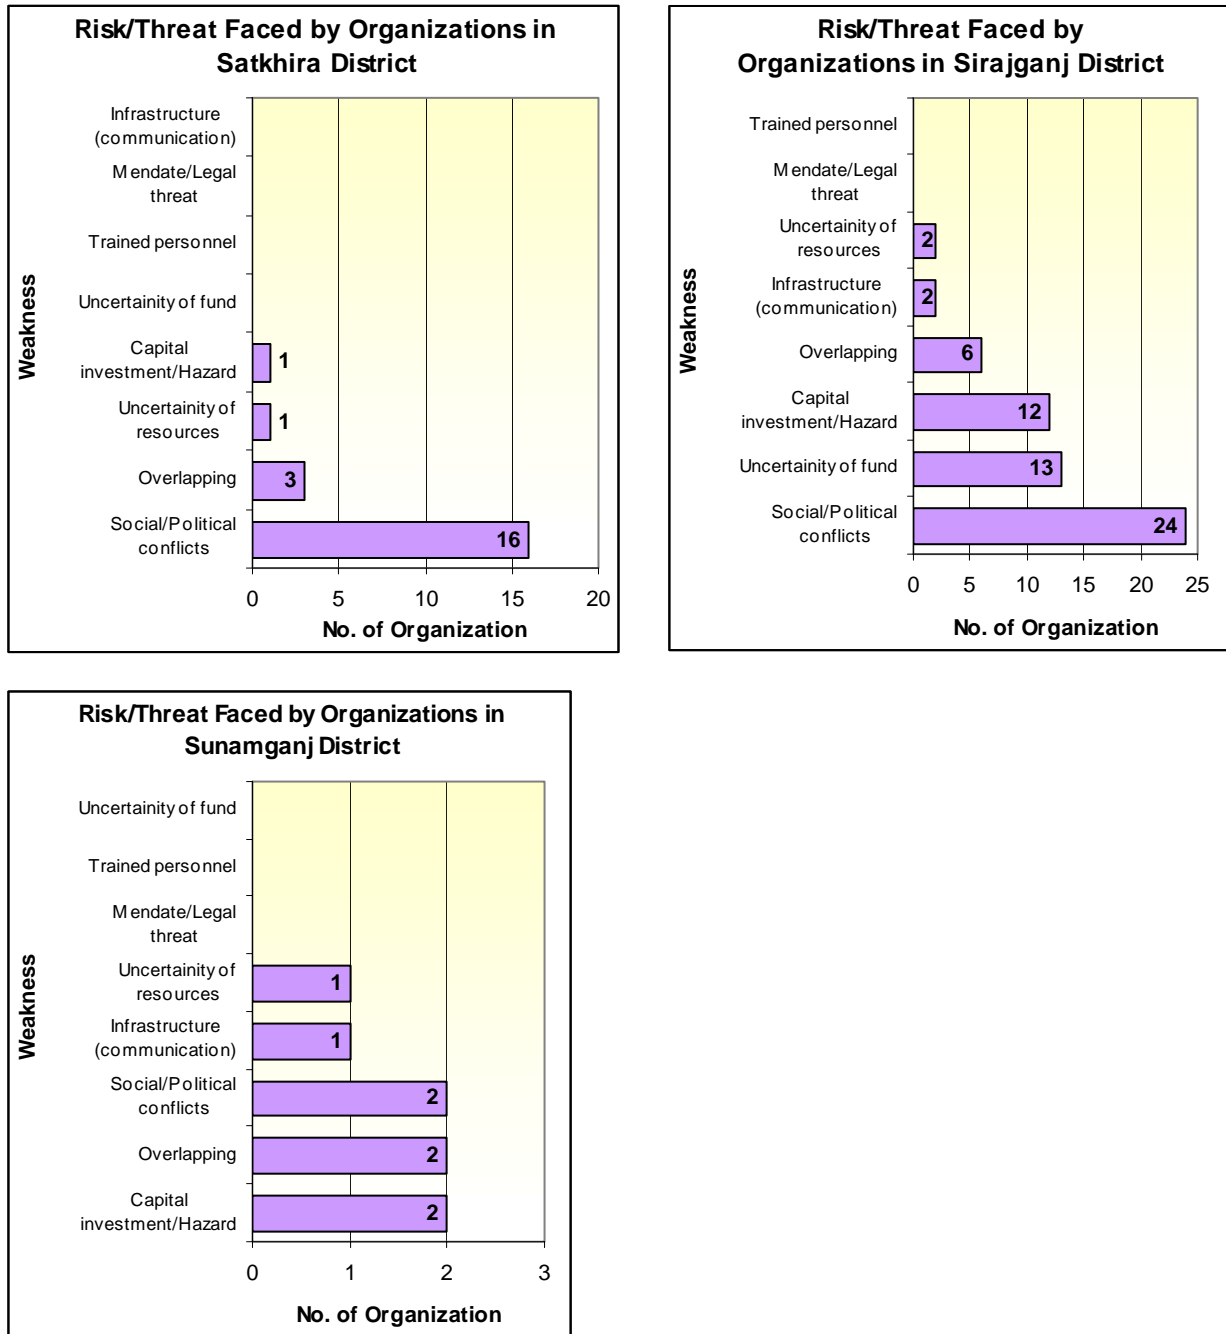 Risk/Threat Faced by Organizations in
Satkhira District
Weakness
Infrastructure
(communication)
Mendate/Legal
threat
Trained personnel
Uncertainity of fund
Capital
investment/Hazard
1
Uncertainity of
resources
1
Overlapping
3
Social/Political
conflicts
16
0 5 10 15 20
No. of Organization
Risk/Threat Faced by
Organizations in Sirajganj District
Weakness
Trained personnel
Mendate/Legal
threat
Uncertainity of
resources
2
Infrastructure
(communication)
2
Overlapping
6
Capital
investment/Hazard
12
Uncertainity of fund
13
Social/Political
conflicts
24
0 5 10 15 20 25
No. of Organization
Risk/Threat Faced by Organizations in
Sunamganj District
Weakness
Uncertainity of fund
Trained personnel
Mendate/Legal
threat
Uncertainity of
resources
1
Infrastructure
(communication)
1
Social/Political
conflicts
2
Overlapping
2
Capital
investment/Hazard
2
0 1 2 3
No. of Organization